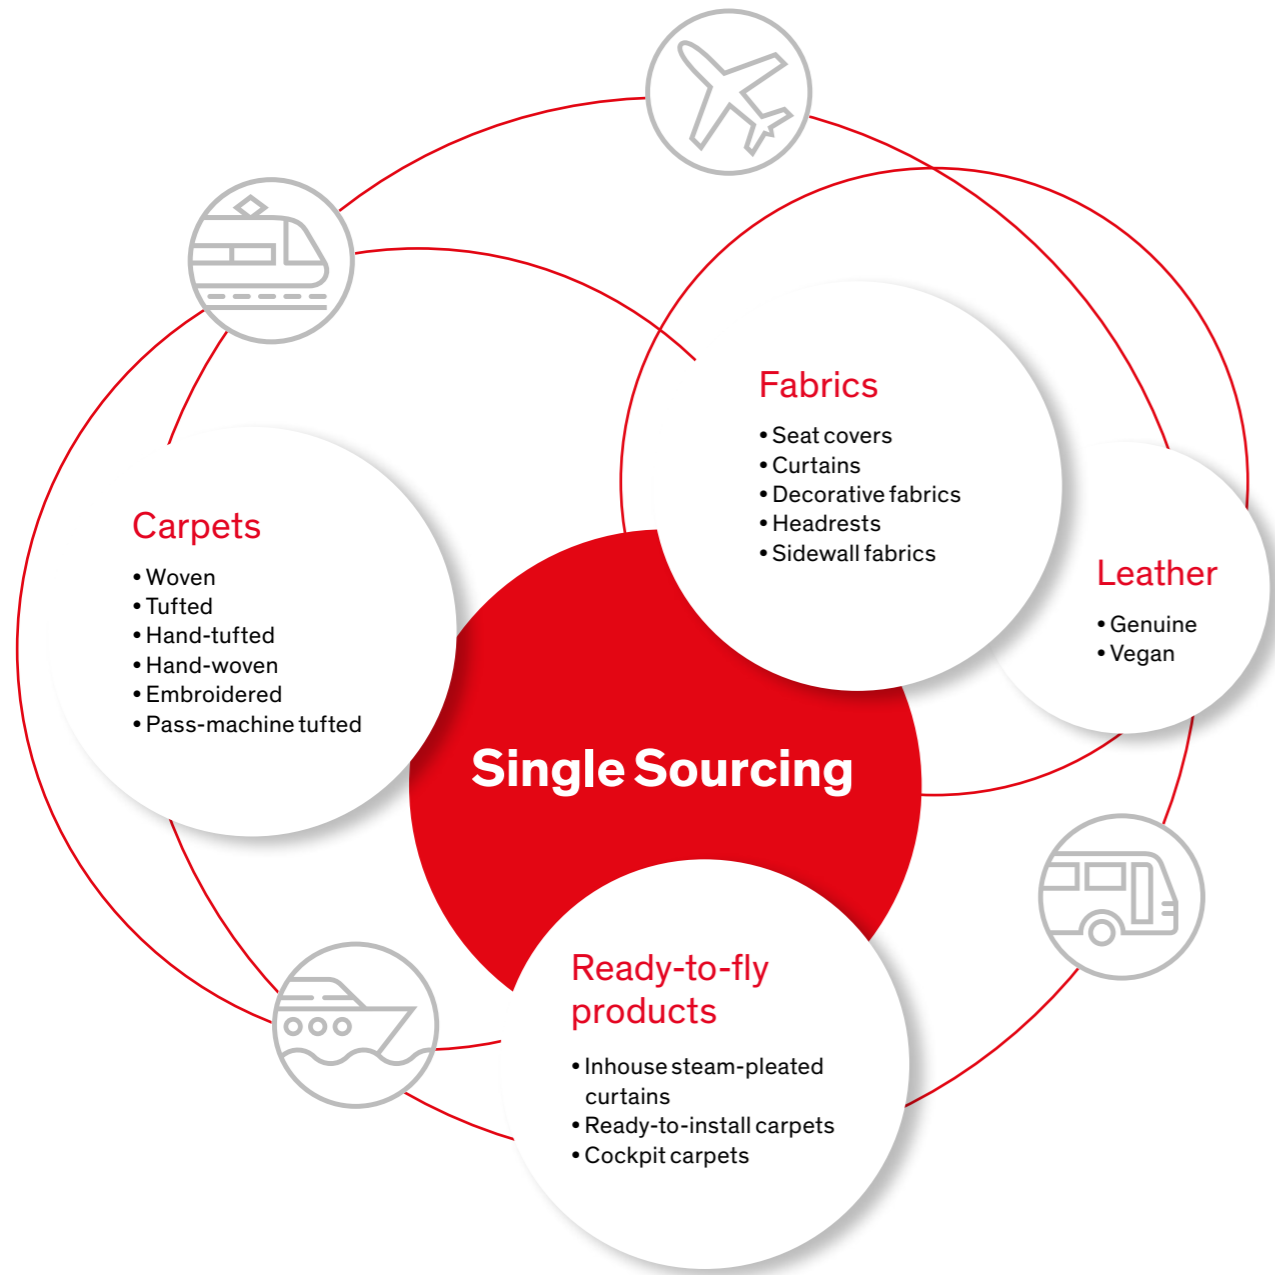 Fabrics
• Seat covers
• Curtains
• Decorative fabrics
• Headrests
• Sidewall fabrics
Carpets
• Woven
• Tufted
• Hand-tufted
• Hand-woven
• Embroidered
• Pass-machine tufted
Leather
• Genuine
• Vegan
Single Sourcing
Ready-to-fly
products
• Inhouse steam-pleated
curtains
• Ready-to-install carpets
• Cockpit carpets